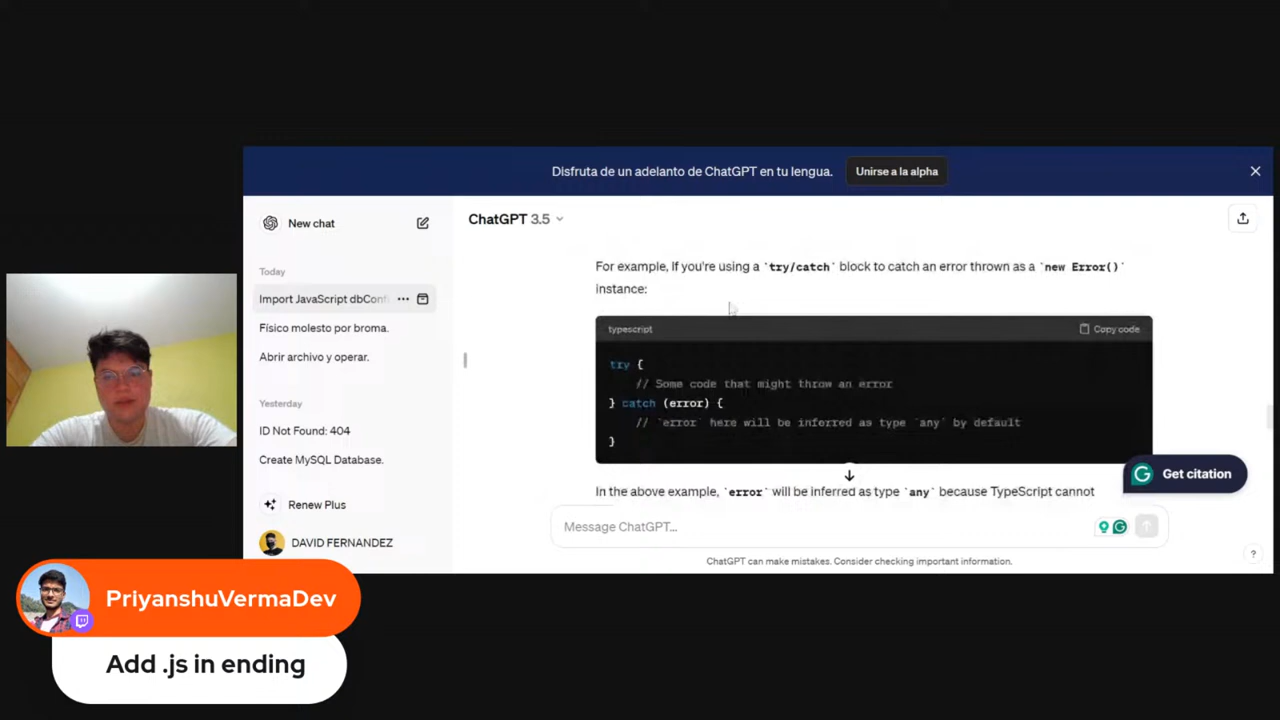 Disfruta de un adelanto de ChatGPT en tu lengua.
Unirse a la alpha
New chat
ChatGPT 3.5
Today
Import JavaScript dbConf
Físico molesto por broma.
Abrir archivo y operar.
Yesterday
ID Not Found: 404
Create MySQL Database.
Renew Plus
DAVID FERNANDEZ
For example, if you're using a `try/catch` block to catch an error thrown as a `new Error()`
instance:
typescript
Copy code
try {
// Some code that might throw an error
} catch (error) {
// `error` here will be inferred as type `any` by default
}
In the above example, `error` will be inferred as type `any` because TypeScript cannot
Get citation
Message ChatGPT...
ChatGPT can make mistakes. Consider checking important information.
?
PriyanshuVermaDev
Add .js in ending